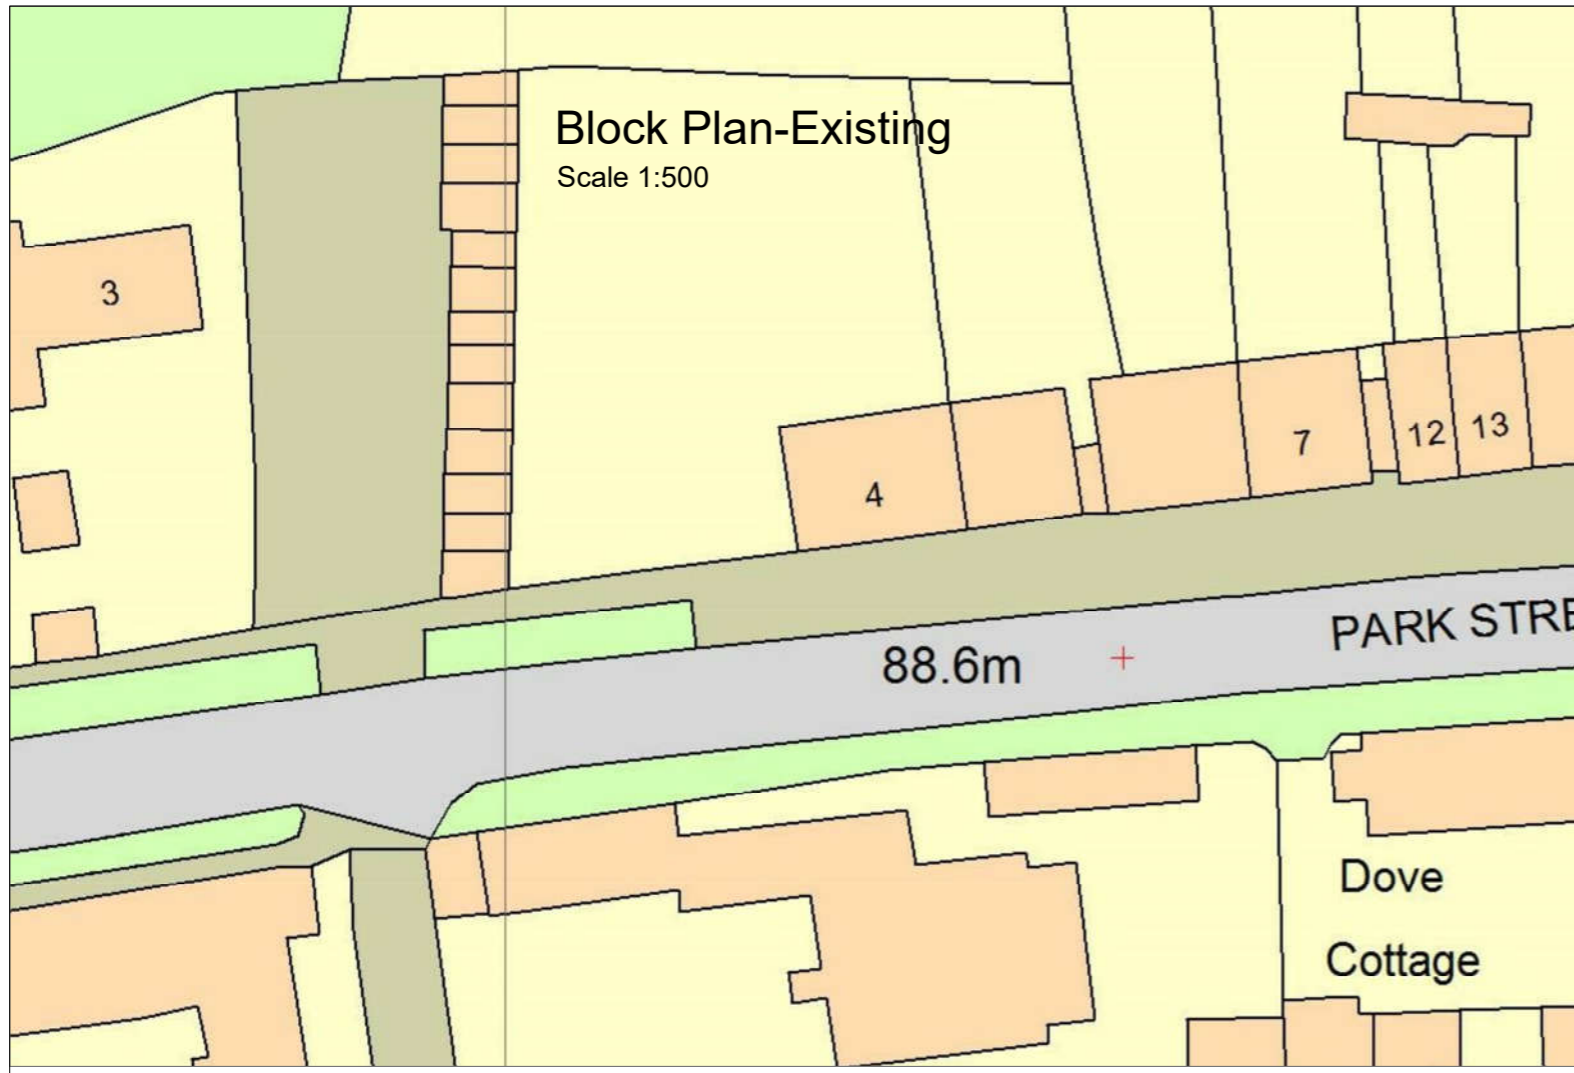 Block Plan-Existing
Scale 1:500
3
4
7
12
13
PARK STRE
88.6m
Dove
Cottage